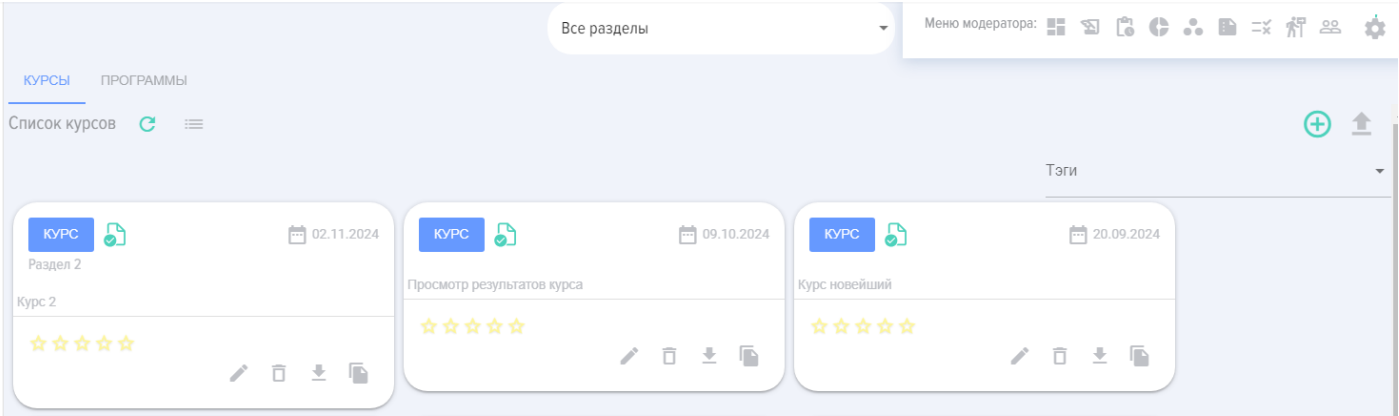 Все разделы
Меню модератора:
КУРСЫ ПРОГРАММЫ
Список курсов
Тэги
КУРС 02.11.2024
Раздел 2
Курс 2
КУРС 09.10.2024
Просмотр результатов курса
КУРС 20.09.2024
Курс новейший